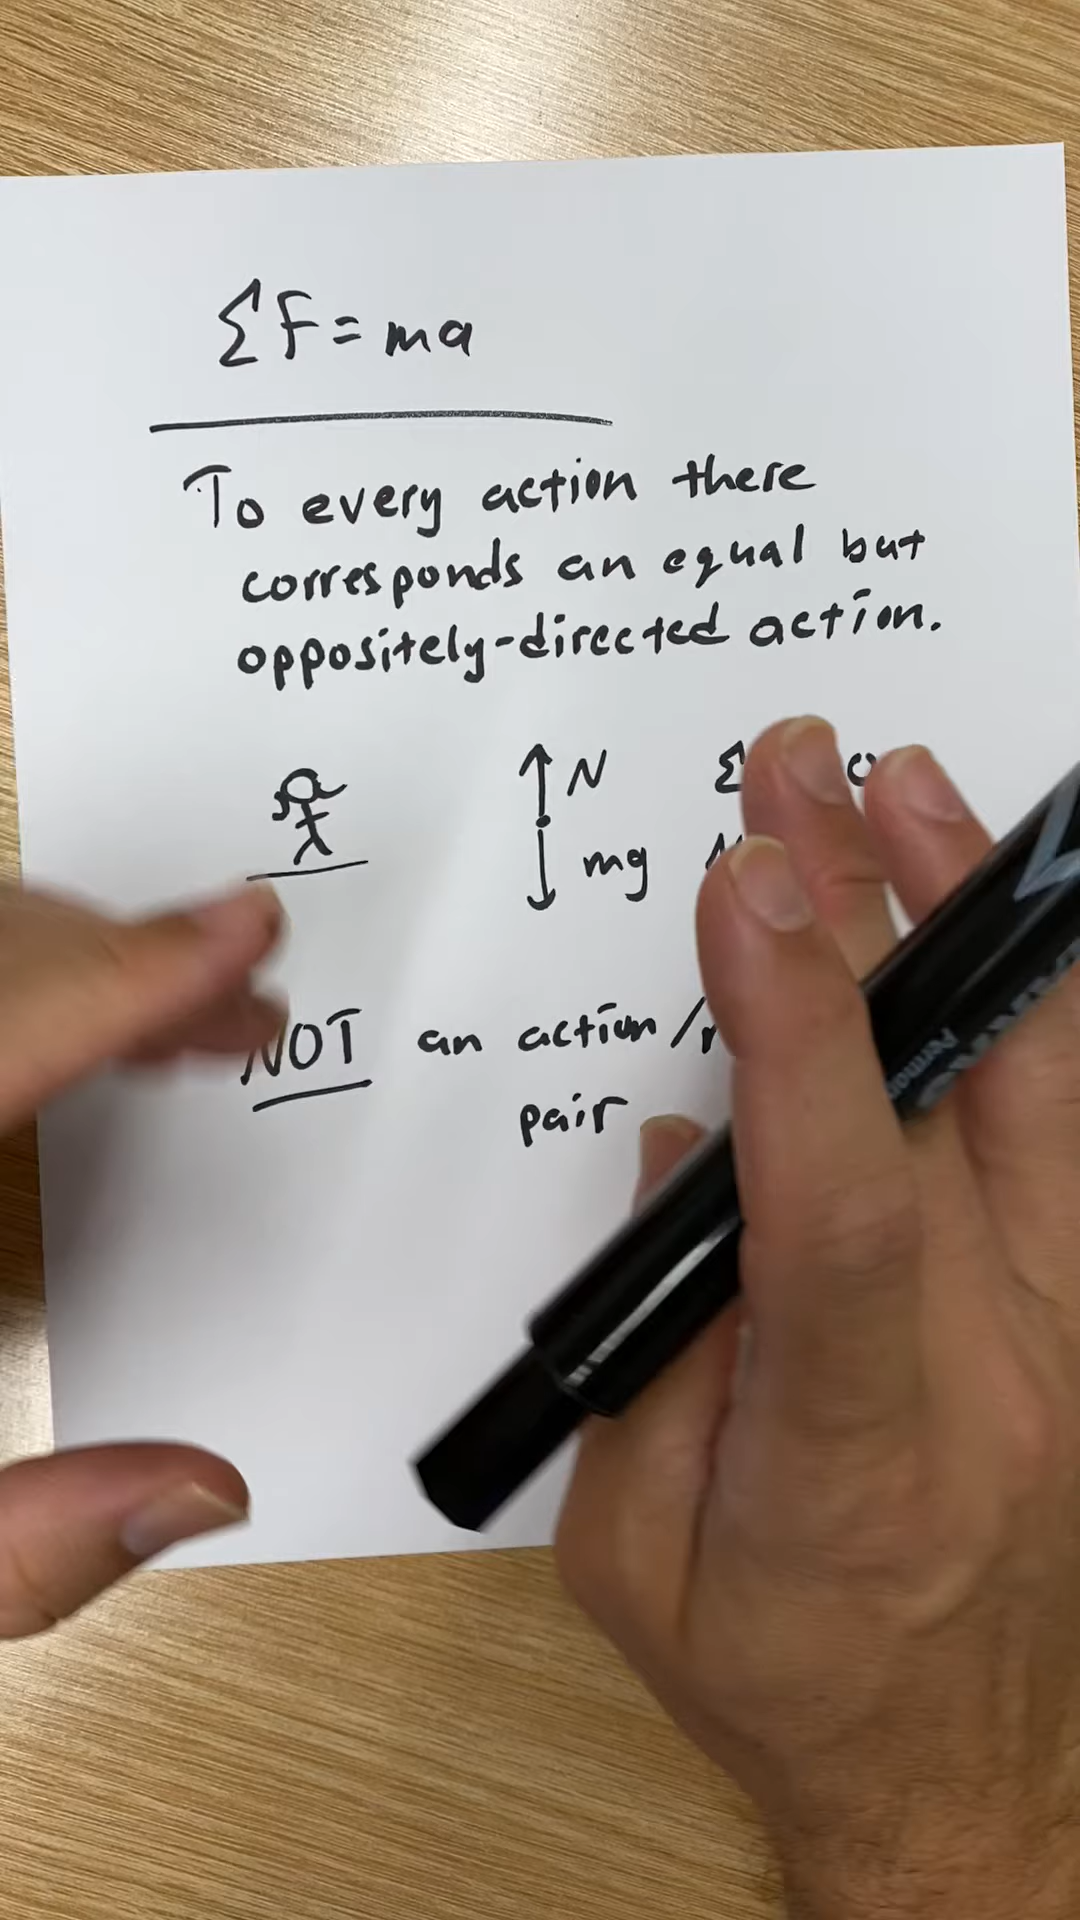 ΣF=ma
To every action there
corresponds an equal but
oppositely-directed action.
N
Σ
mg
NOT an action/
pair